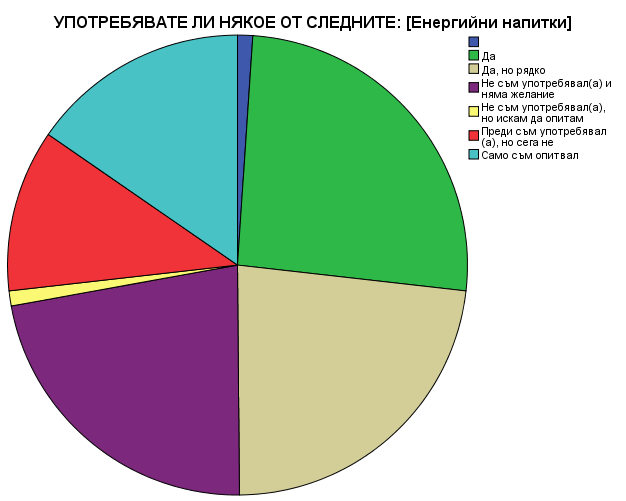 УПОТРЕБЯВАТЕ ЛИ НЯКОЕ ОТ СЛЕДНИТЕ: [Енергийни напитки]
Да
Да, но рядко
Не съм употребявал(а) и
няма желание
Не съм употребявал(а),
но искам да опитам
Преди съм употребявал
(а), но сега не
Само съм опитвал